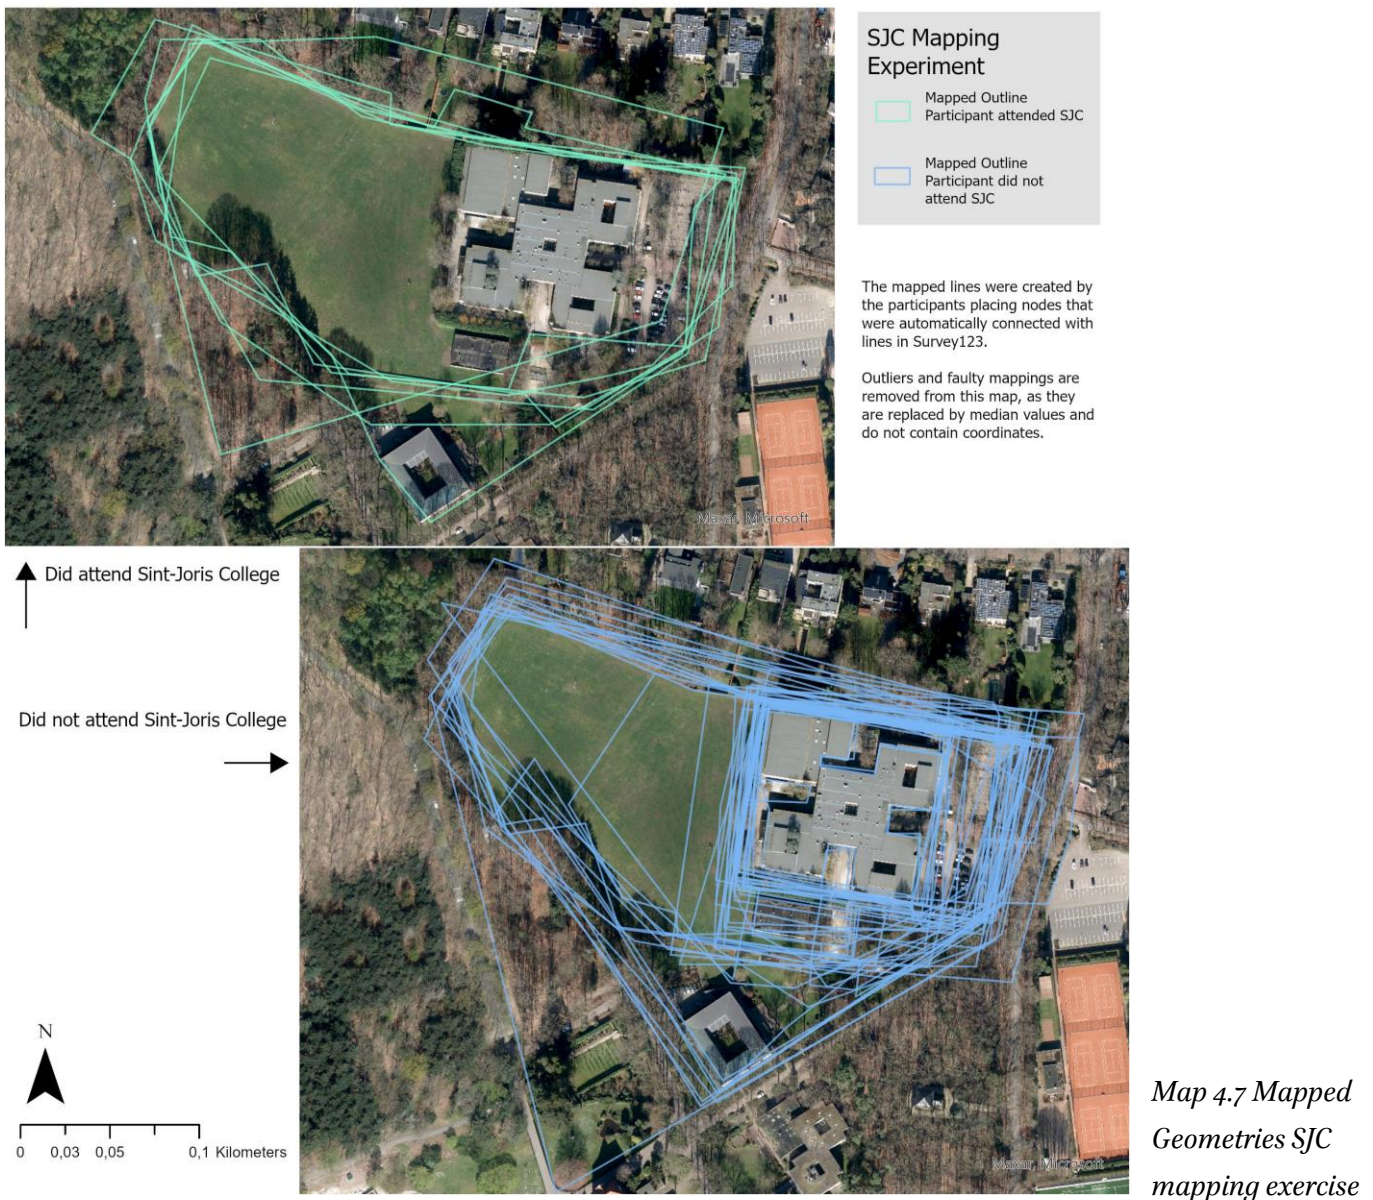 SJC Mapping
Experiment
Mapped Outline
Participant attended SJC
Mapped Outline
Participant did not
attend SJC
The mapped lines were created by
the participants placing nodes that
were automatically connected with
lines in Survey123.
Outliers and faulty mappings are
removed from this map, as they
are replaced by median values and
do not contain coordinates.
Maxar, Microsoft
Did attend Sint-Joris College
Did not attend Sint-Joris College
N
0 0,03 0,05 0,1 Kilometers
Maxar, Microsoft
Map 4.7 Mapped
Geometries SJC
mapping exercise